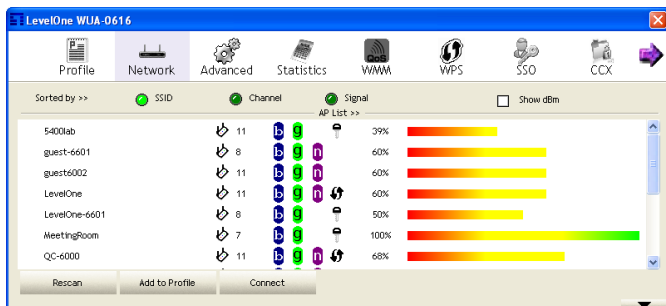 LevelOne WUA-0616
Profile Network Advanced Statistics QoS WMM WPS SSO CCX
Sorted by >> SSID Channel Signal Show dBm
AP List >>
5400lab 11 b g 39%
guest-6601 8 b g n 60%
guest6002 11 b g n 60%
LevelOne 11 b g n 60%
LevelOne-6601 8 b g 50%
MeetingRoom 7 b g 100%
QC-6000 11 b g n 68%
Rescan Add to Profile Connect